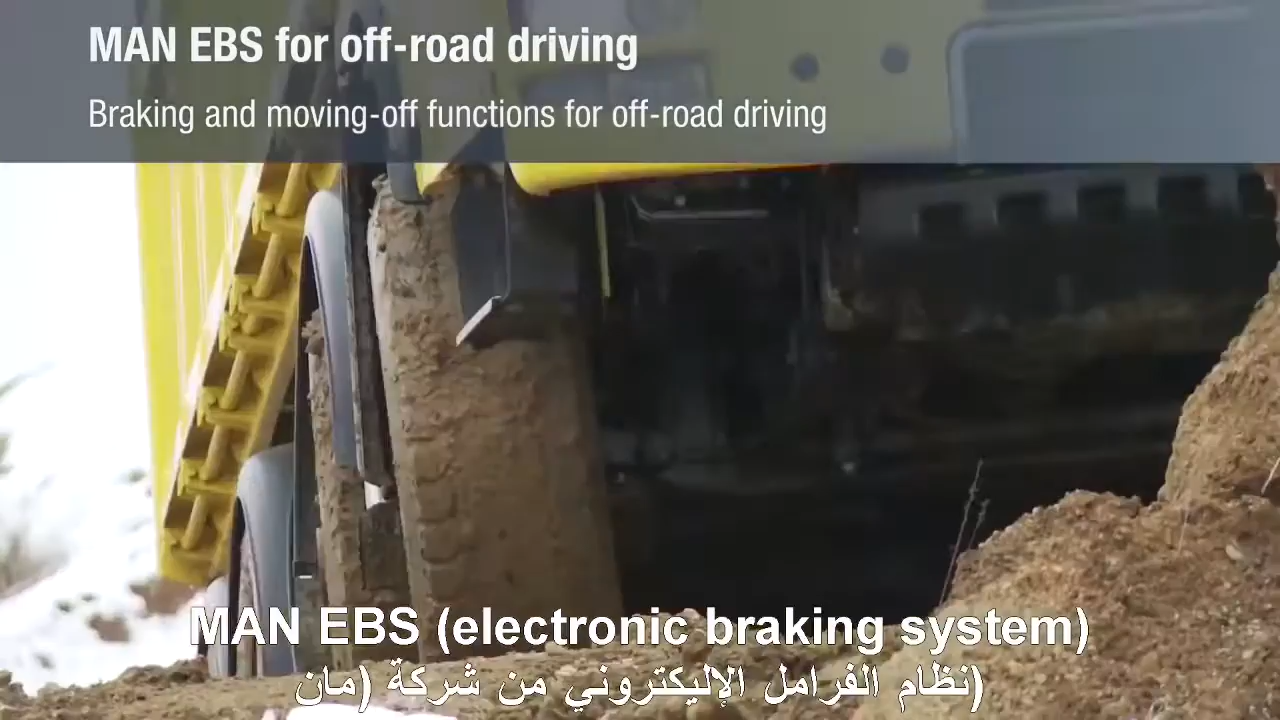 MAN EBS for off-road driving
Braking and moving-off functions for off-road driving
MAN EBS (electronic braking system)
(نظام الفرامل الإليكتروني من شركة (مان